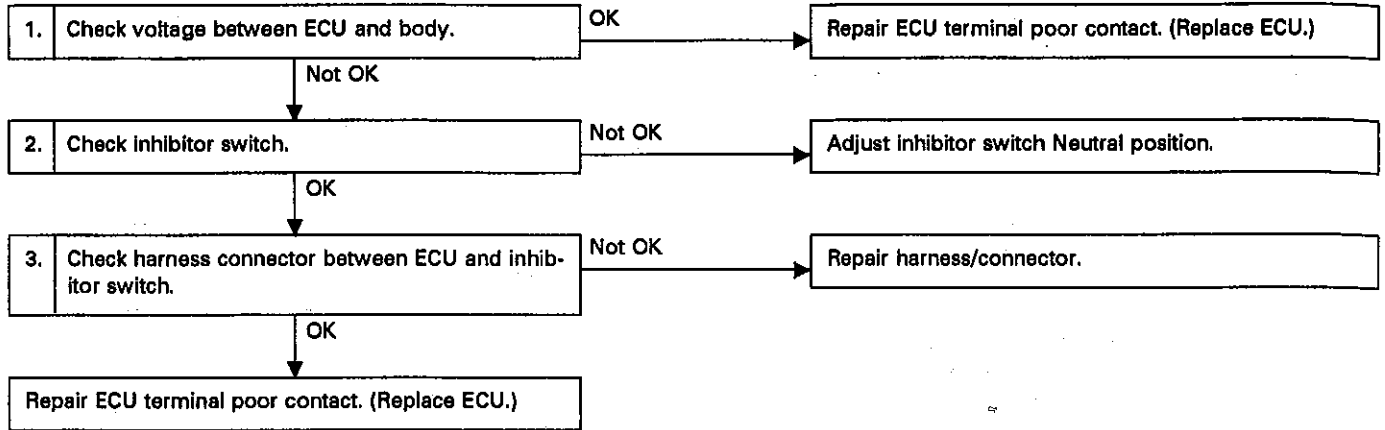 1. Check voltage between ECU and body.
OK
Repair ECU terminal poor contact. (Replace ECU.)
Not OK
2. Check inhibitor switch.
Not OK
Adjust inhibitor switch Neutral position.
OK
3. Check harness connector between ECU and inhib-
itor switch.
Not OK
Repair harness/connector.
OK
Repair ECU terminal poor contact. (Replace ECU.)